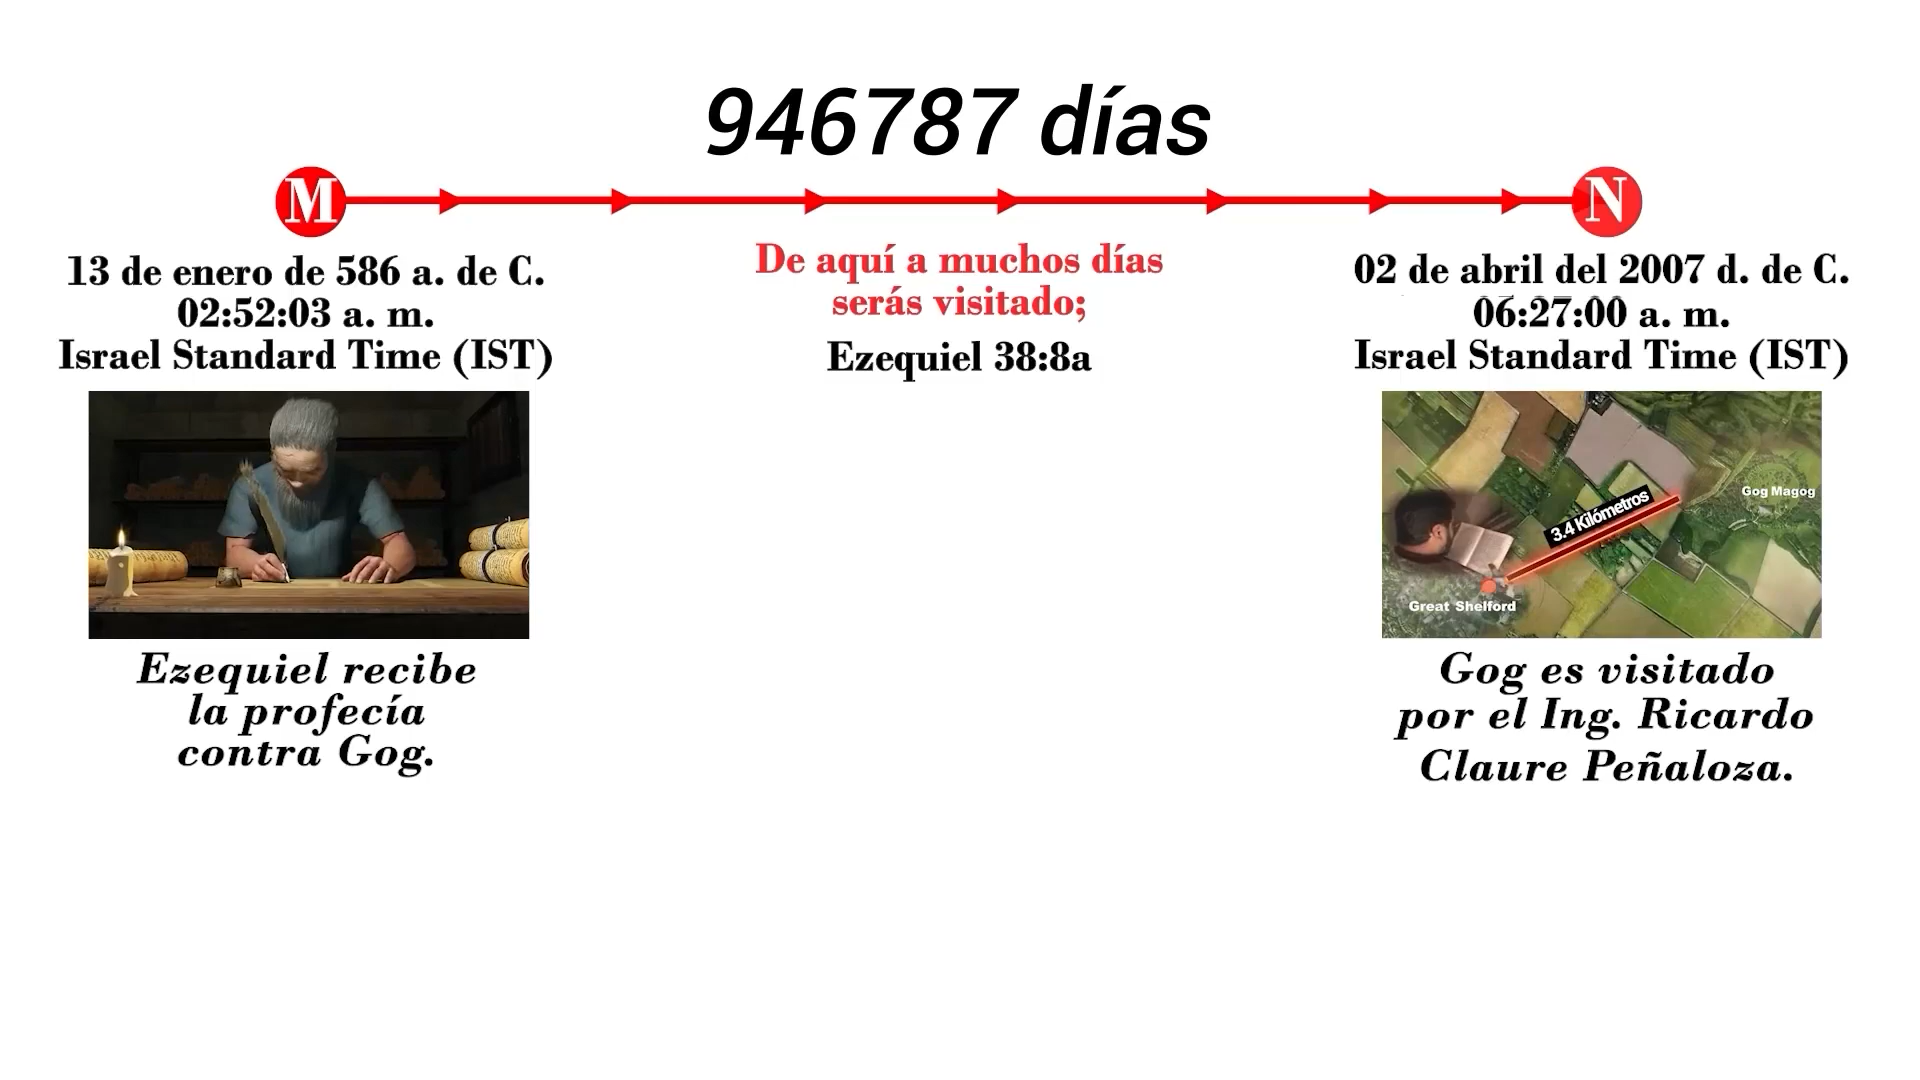 946787 días
M
N
13 de enero de 586 a. de C.
02:52:03 a. m.
Israel Standard Time (IST)
De aquí a muchos días
serás visitado;
Ezequiel 38:8a
02 de abril del 2007 d. de C.
06:27:00 a. m.
Israel Standard Time (IST)
Gog Magog
3.4 Kilómetros
Great Shelford
Ezequiel recibe
la profecía
contra Gog.
Gog es visitado
por el Ing. Ricardo
Claure Peñaloza.